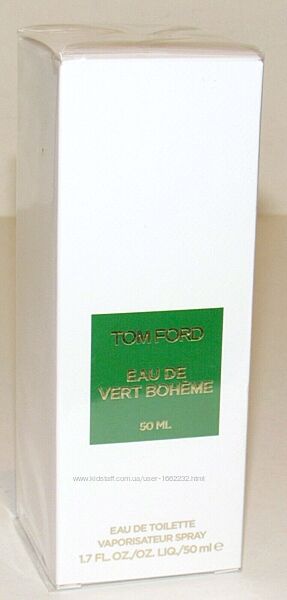 TOM FORD
EAU DE
VERT BOHÈME
50 ML
www.kidstaff.com.ua/user-1662232.html
EAU DE TOILETTE
VAPORISATEUR SPRAY
1.7 FL. OZ./OZ. LIQ./50 ml e